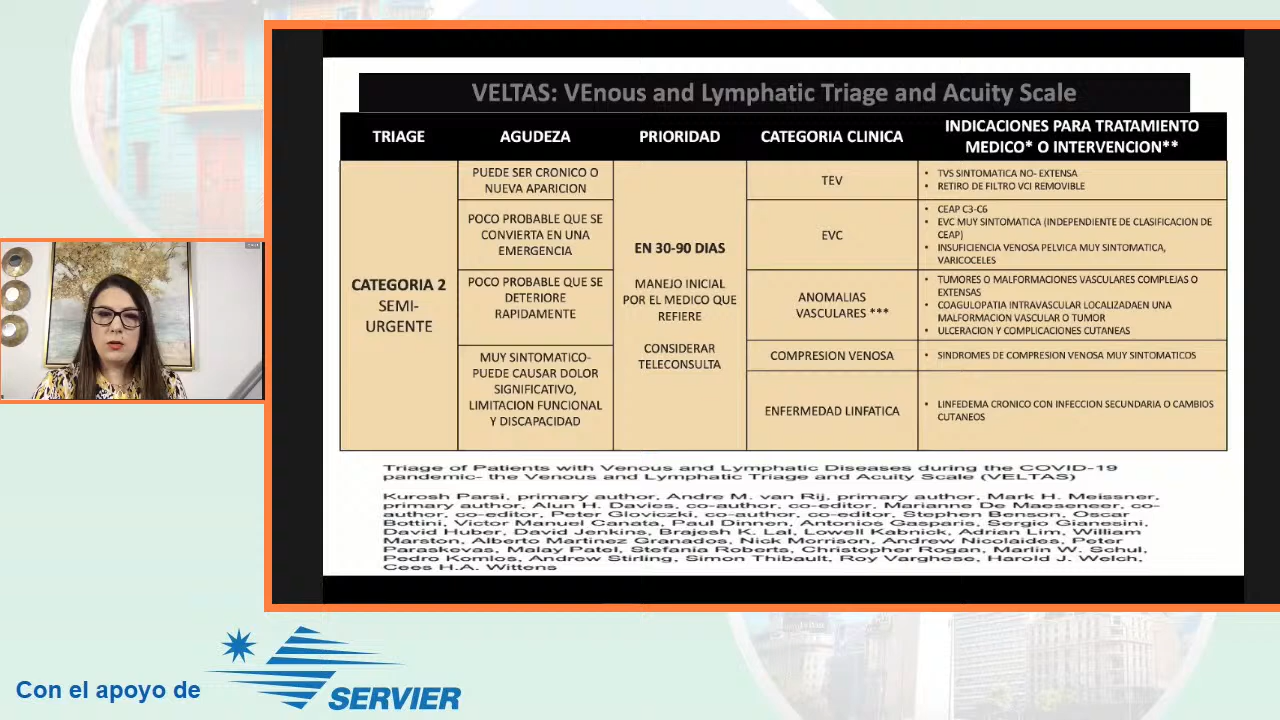 VELTAS: VEnous and Lymphatic Triage and Acuity Scale
TRIAGE
AGUDEZA
PRIORIDAD
CATEGORIA CLINICA
INDICACIONES PARA TRATAMIENTO
MEDICO* O INTERVENCION**
CATEGORIA 2
SEMI-
URGENTE
PUEDE SER CRONICO O
NUEVA APARICION
POCO PROBABLE QUE SE
CONVIERTA EN UNA
EMERGENCIA
POCO PROBABLE QUE SE
DETERIORE
RAPIDAMENTE
MUY SINTOMATICO-
PUEDE CAUSAR DOLOR
SIGNIFICATIVO,
LIMITACION FUNCIONAL
Y DISCAPACIDAD
EN 30-90 DIAS
MANEJO INICIAL
POR EL MEDICO QUE
REFIERE
CONSIDERAR
TELECONSULTA
TEV
• TVS SINTOMATICA NO- EXTENSA
• RETIRO DE FILTRO VCI REMOVIBLE
EVC
• CEAP C3-C6
• EVC MUY SINTOMATICA (INDEPENDIENTE DE CLASIFICACION DE
CEAP)
• INSUFICIENCIA VENOSA PELVICA MUY SINTOMATICA,
VARICOCELES
ANOMALIAS
VASCULARES ***
• TUMORES O MALFORMACIONES VASCULARES COMPLEJAS O
EXTENSAS
• COAGULOPATIA INTRAVASCULAR LOCALIZADAEN UNA
MALFORMACION VASCULAR O TUMOR
• ULCERACION Y COMPLICACIONES CUTANEAS
COMPRESION VENOSA
• SINDROMES DE COMPRESION VENOSA MUY SINTOMATICOS
ENFERMEDAD LINFATICA
• LINFEDEMA CRONICO CON INFECCION SECUNDARIA O CAMBIOS
CUTANEOS
Triage of Patients with Venous and Lymphatic Diseases during the COVID-19
pandemic- the Venous and Lymphatic Triage and Acuity Scale (VELTAS)
Kurosh Parsi, primary author, Andre M. van Rij, primary author, Mark H. Meissner,
primary author, Alun H. Davies, co-author, co-editor, Marianne De Maeseneer, co-
author, co-editor, Peter Gloviczki, co-author, co-editor, Stephen Benson, Oscar
Bottini, Victor Manuel Canata, Paul Dinnen, Antonios Gasparis, Sergio Gianesini,
David Huber, David Jenkins, Brajesh K. Lal, Lowell Kabnick, Adrian Lim, William
Marston, Alberto Martinez Granados, Nick Morrison, Andrew Nicolaides, Peter
Paraskevas, Malay Patel, Stefania Roberts, Christopher Rogan, Marlin W. Schul,
Pedro Komlos, Andrew Stirling, Simon Thibault, Roy Varghese, Harold J. Welch,
Cees H.A. Wittens
Con el apoyo de
SERVIER